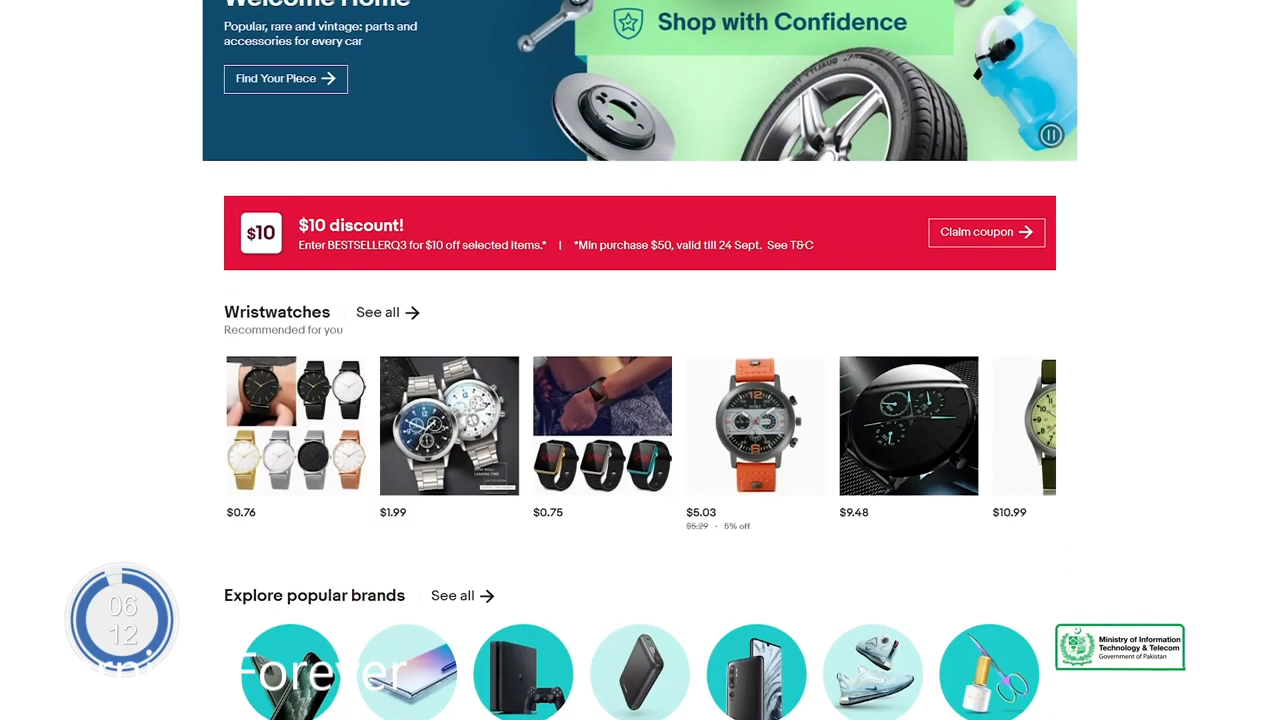 Welcome Home
Popular, rare and vintage: parts and
accessories for every car
Find Your Piece
Shop with Confidence
$10
$10 discount!
Enter BESTSELLERQ3 for $10 off selected items.* | *Min purchase $50, valid till 24 Sept. See T&C
Claim coupon
Wristwatches See all
Recommended for you
$0.76
$1.99
$0.75
$5.03
$5.29 · 5% off
$9.48
$10.99
Explore popular brands See all
06
12
Forever
Ministry of Information
Technology & Telecom
Government of Pakistan